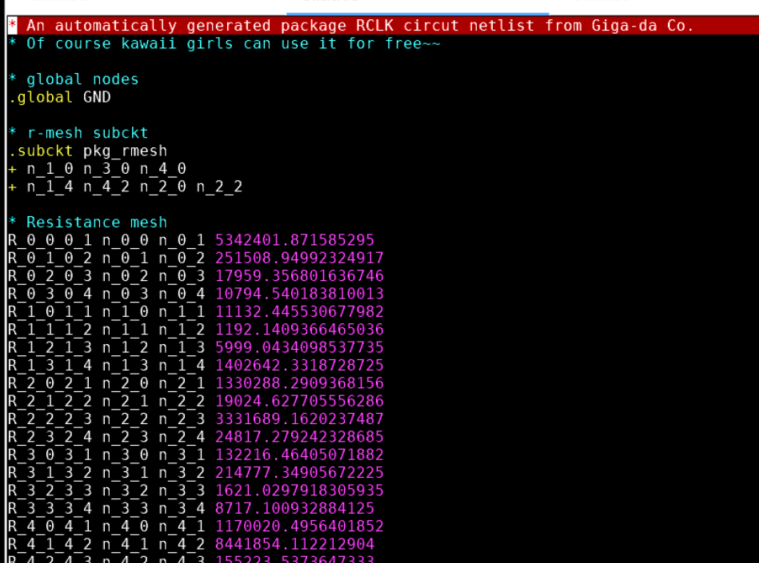 * An automatically generated package RCLK circut netlist from Giga-da Co.
* Of course kawaii girls can use it for free~~
* global nodes
.global GND
* r-mesh subckt
.subckt pkg_rmesh
+ n_1_0 n_3_0 n_4_0
+ n_1_4 n_4_2 n_2_0 n_2_2
* Resistance mesh
R_0_0_0_1 n_0_0 n_0_1 5342401.871585295
R_0_1_0_2 n_0_1 n_0_2 251508.94992324917
R_0_2_0_3 n_0_2 n_0_3 17959.356801636746
R_0_3_0_4 n_0_3 n_0_4 10794.540183810013
R_1_0_1_1 n_1_0 n_1_1 11132.445530677982
R_1_1_1_2 n_1_1 n_1_2 1192.1409366465036
R_1_2_1_3 n_1_2 n_1_3 5999.0434098537735
R_1_3_1_4 n_1_3 n_1_4 1402642.3318728725
R_2_0_2_1 n_2_0 n_2_1 1330288.2909368156
R_2_1_2_2 n_2_1 n_2_2 19024.627705556286
R_2_2_2_3 n_2_2 n_2_3 3331689.1620237487
R_2_3_2_4 n_2_3 n_2_4 24817.279242328685
R_3_0_3_1 n_3_0 n_3_1 132216.46405071882
R_3_1_3_2 n_3_1 n_3_2 214777.34905672225
R_3_2_3_3 n_3_2 n_3_3 1621.0297918305935
R_3_3_3_4 n_3_3 n_3_4 8717.100932884125
R_4_0_4_1 n_4_0 n_4_1 1170020.4956401852
R_4_1_4_2 n_4_1 n_4_2 8441854.112212904
R_4_2_4_3 n_4_2 n_4_3 155223.5373647333